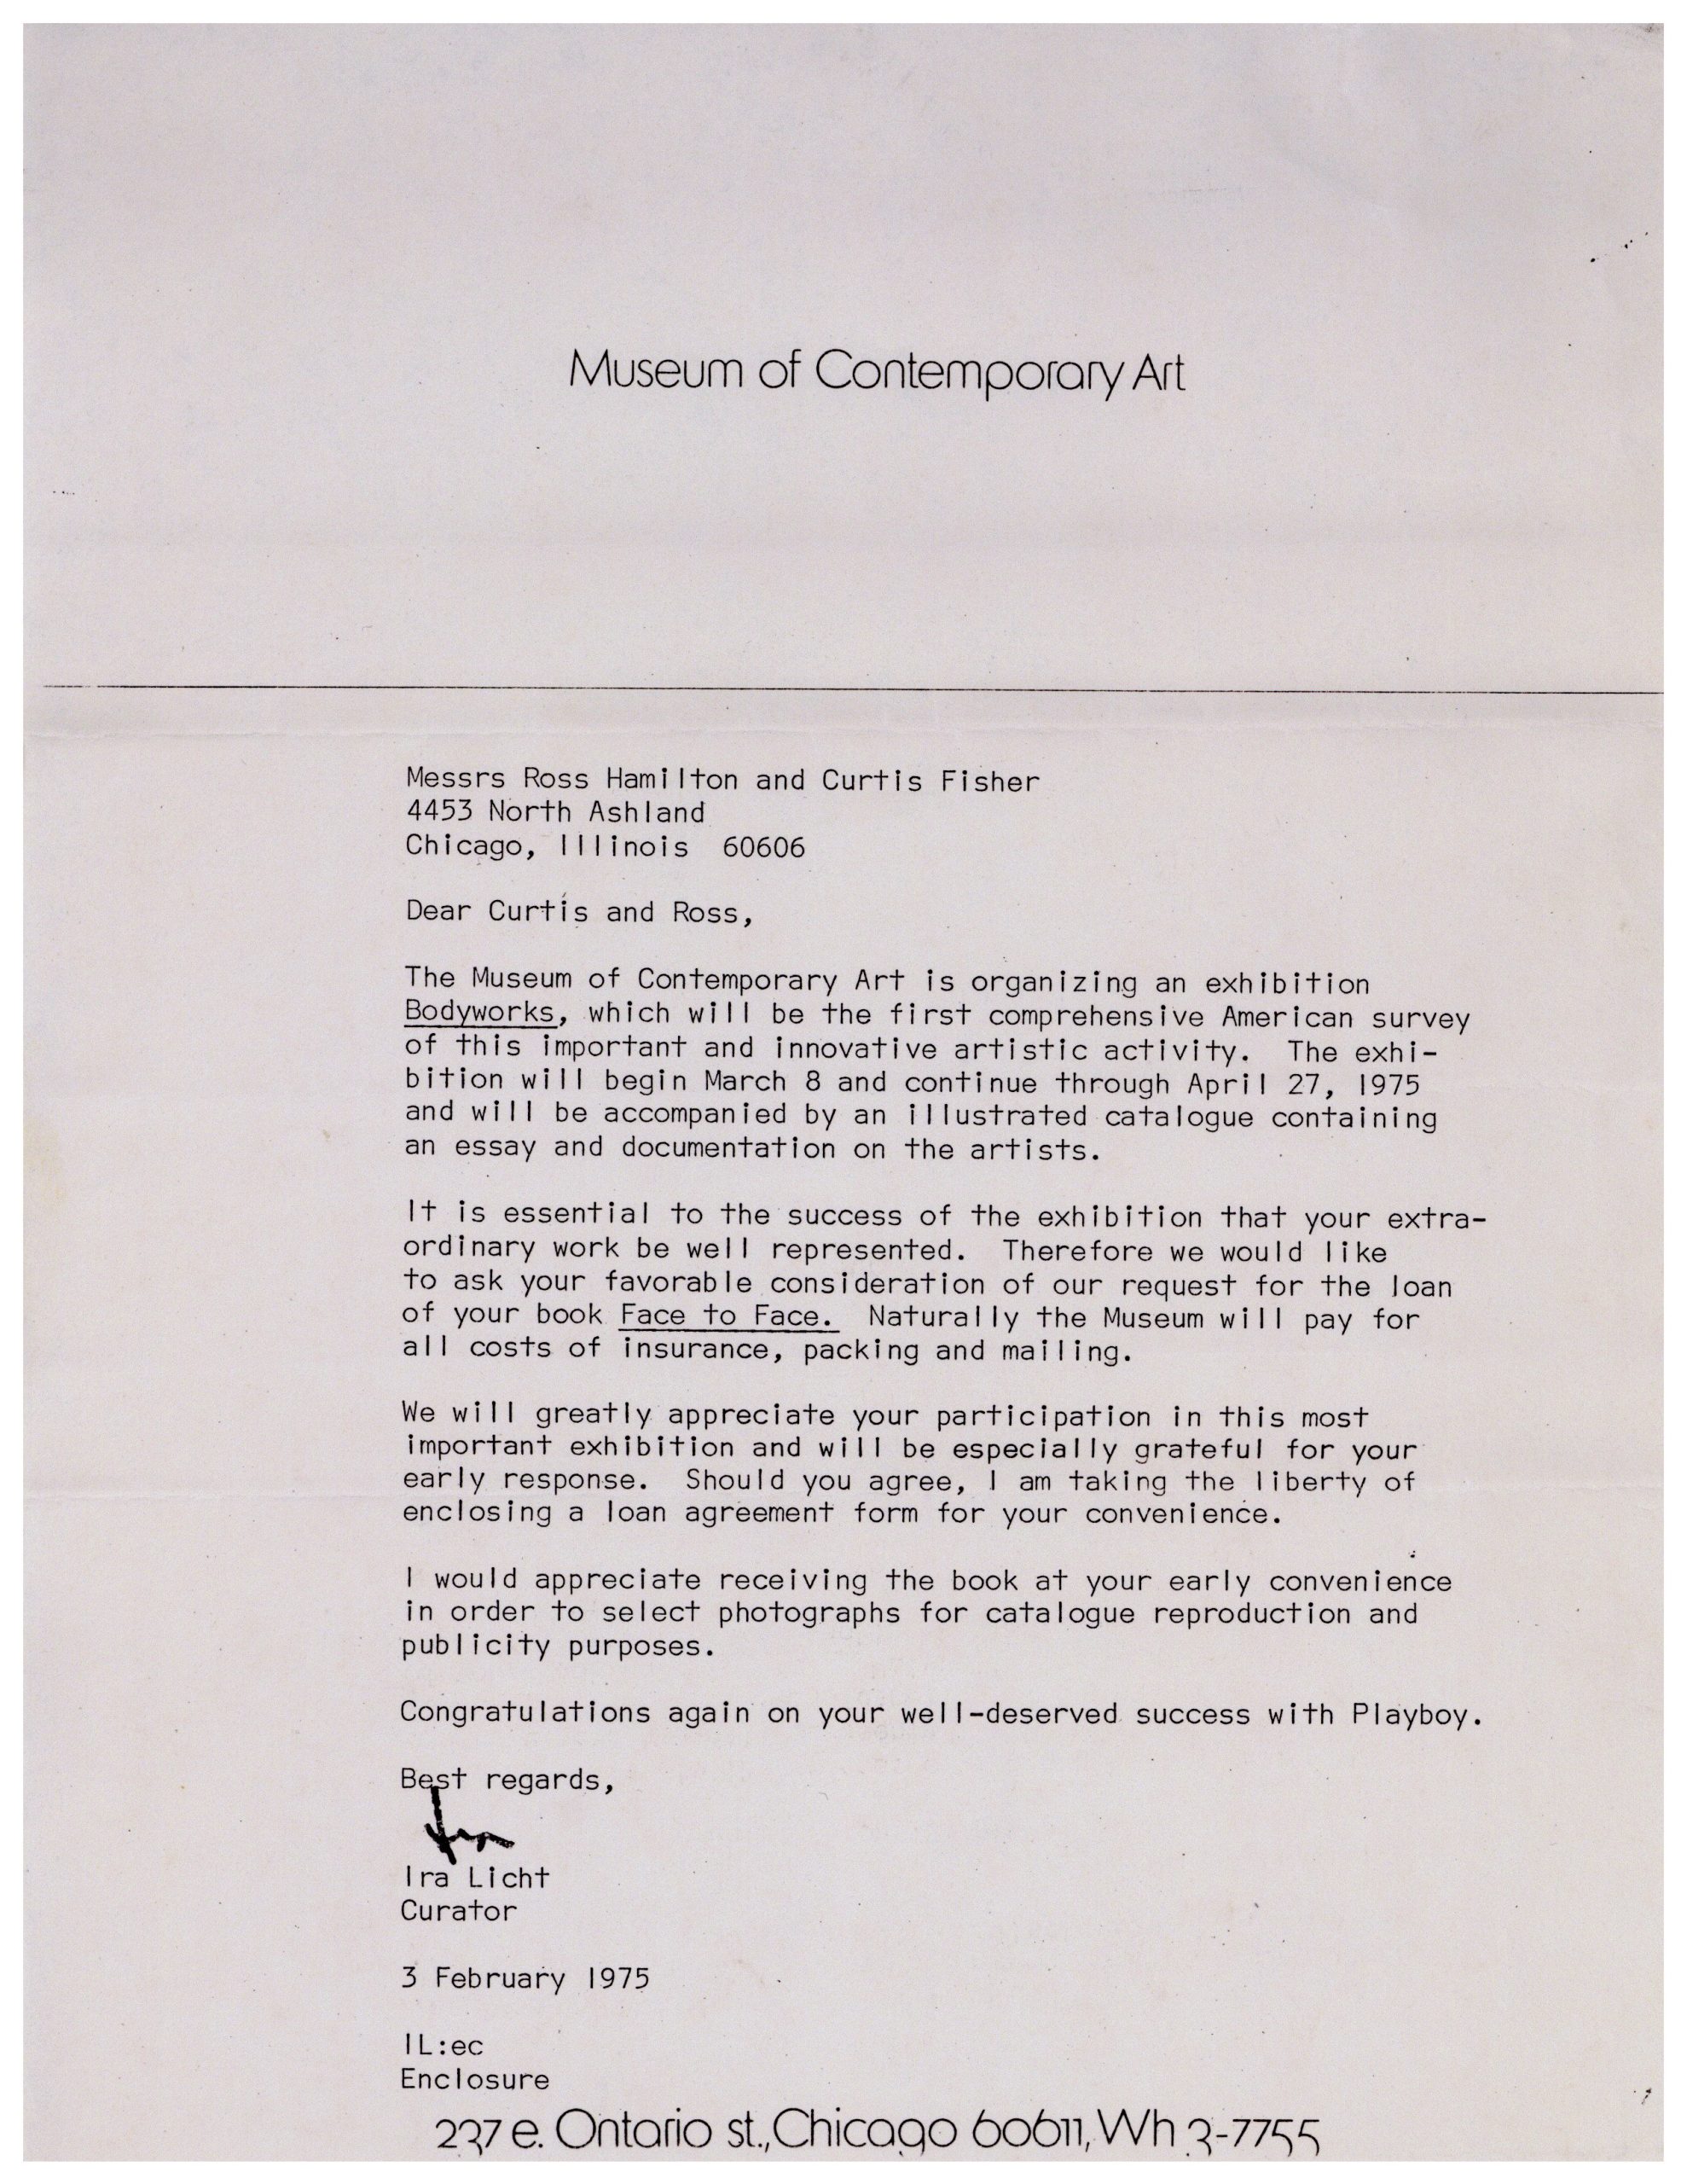 Museum of Contemporary Art
Messrs Ross Hamilton and Curtis Fisher
4453 North Ashland
Chicago, Illinois  60606
Dear Curtis and Ross,
The Museum of Contemporary Art is organizing an exhibition
Bodyworks, which will be the first comprehensive American survey
of this important and innovative artistic activity.  The exhi-
bition will begin March 8 and continue through April 27, 1975
and will be accompanied by an illustrated catalogue containing
an essay and documentation on the artists.
It is essential to the success of the exhibition that your extra-
ordinary work be well represented.  Therefore we would like
to ask your favorable consideration of our request for the loan
of your book Face to Face.  Naturally the Museum will pay for
all costs of insurance, packing and mailing.
We will greatly appreciate your participation in this most
important exhibition and will be especially grateful for your
early response.  Should you agree, I am taking the liberty of
enclosing a loan agreement form for your convenience.
I would appreciate receiving the book at your early convenience
in order to select photographs for catalogue reproduction and
publicity purposes.
Congratulations again on your well-deserved success with Playboy.
Best regards,
Ira
Ira Licht
Curator
3 February 1975
IL:ec
Enclosure
237 e. Ontario st., Chicago 60611, Wh 3-7755